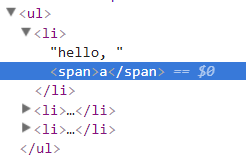 ▼<ul>
▼<li>
"hello, "
<span>a</span> == $0
</li>
▶<li>…</li>
▶<li>…</li>
</ul>